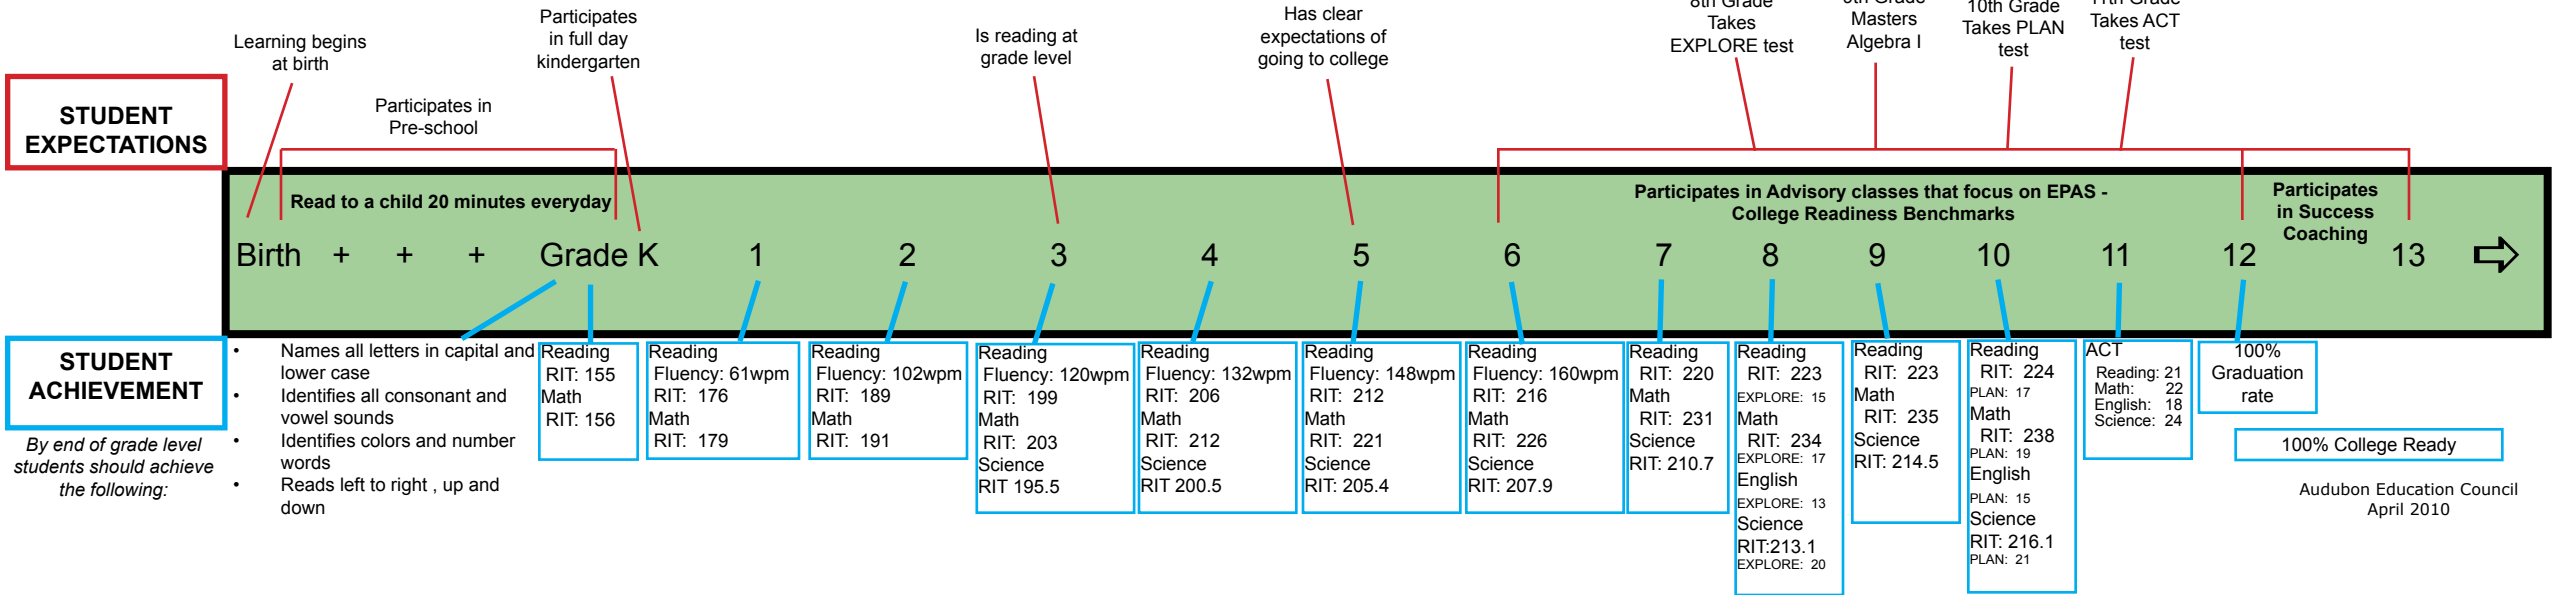 Learning begins
at birth
Participates
in full day
kindergarten
Participates in
Pre-school
Is reading at
grade level
Has clear
expectations of
going to college
8th Grade
Takes
EXPLORE test
9th Grade
Masters
Algebra I
10th Grade
Takes PLAN
test
11th Grade
Takes ACT
test
STUDENT
EXPECTATIONS
Read to a child 20 minutes everyday
Participates in Advisory classes that focus on EPAS -
College Readiness Benchmarks
Participates
in Success
Coaching
Birth + + + Grade K 1 2 3 4 5 6 7 8 9 10 11 12 13
STUDENT
ACHIEVEMENT
By end of grade level
students should achieve
the following:
• Names all letters in capital and
lower case
• Identifies all consonant and
vowel sounds
• Identifies colors and number
words
• Reads left to right , up and
down
Reading
RIT: 155
Math
RIT: 156
Reading
Fluency: 61wpm
RIT: 176
Math
RIT: 179
Reading
Fluency: 102wpm
RIT: 189
Math
RIT: 191
Reading
Fluency: 120wpm
RIT: 199
Math
RIT: 203
Science
RIT 195.5
Reading
Fluency: 132wpm
RIT: 206
Math
RIT: 212
Science
RIT 200.5
Reading
Fluency: 148wpm
RIT: 212
Math
RIT: 221
Science
RIT: 205.4
Reading
Fluency: 160wpm
RIT: 216
Math
RIT: 226
Science
RIT: 207.9
Reading
RIT: 220
Math
RIT: 231
Science
RIT: 210.7
Reading
RIT: 223
EXPLORE: 15
Math
RIT: 234
EXPLORE: 17
English
EXPLORE: 13
Science
RIT:213.1
EXPLORE: 20
Reading
RIT: 223
Math
RIT: 235
Science
RIT: 214.5
Reading
RIT: 224
PLAN: 17
Math
RIT: 238
PLAN: 19
English
PLAN: 15
Science
RIT: 216.1
PLAN: 21
ACT
Reading: 21
Math: 22
English: 18
Science: 24
100%
Graduation
rate
100% College Ready
Audubon Education Council
April 2010